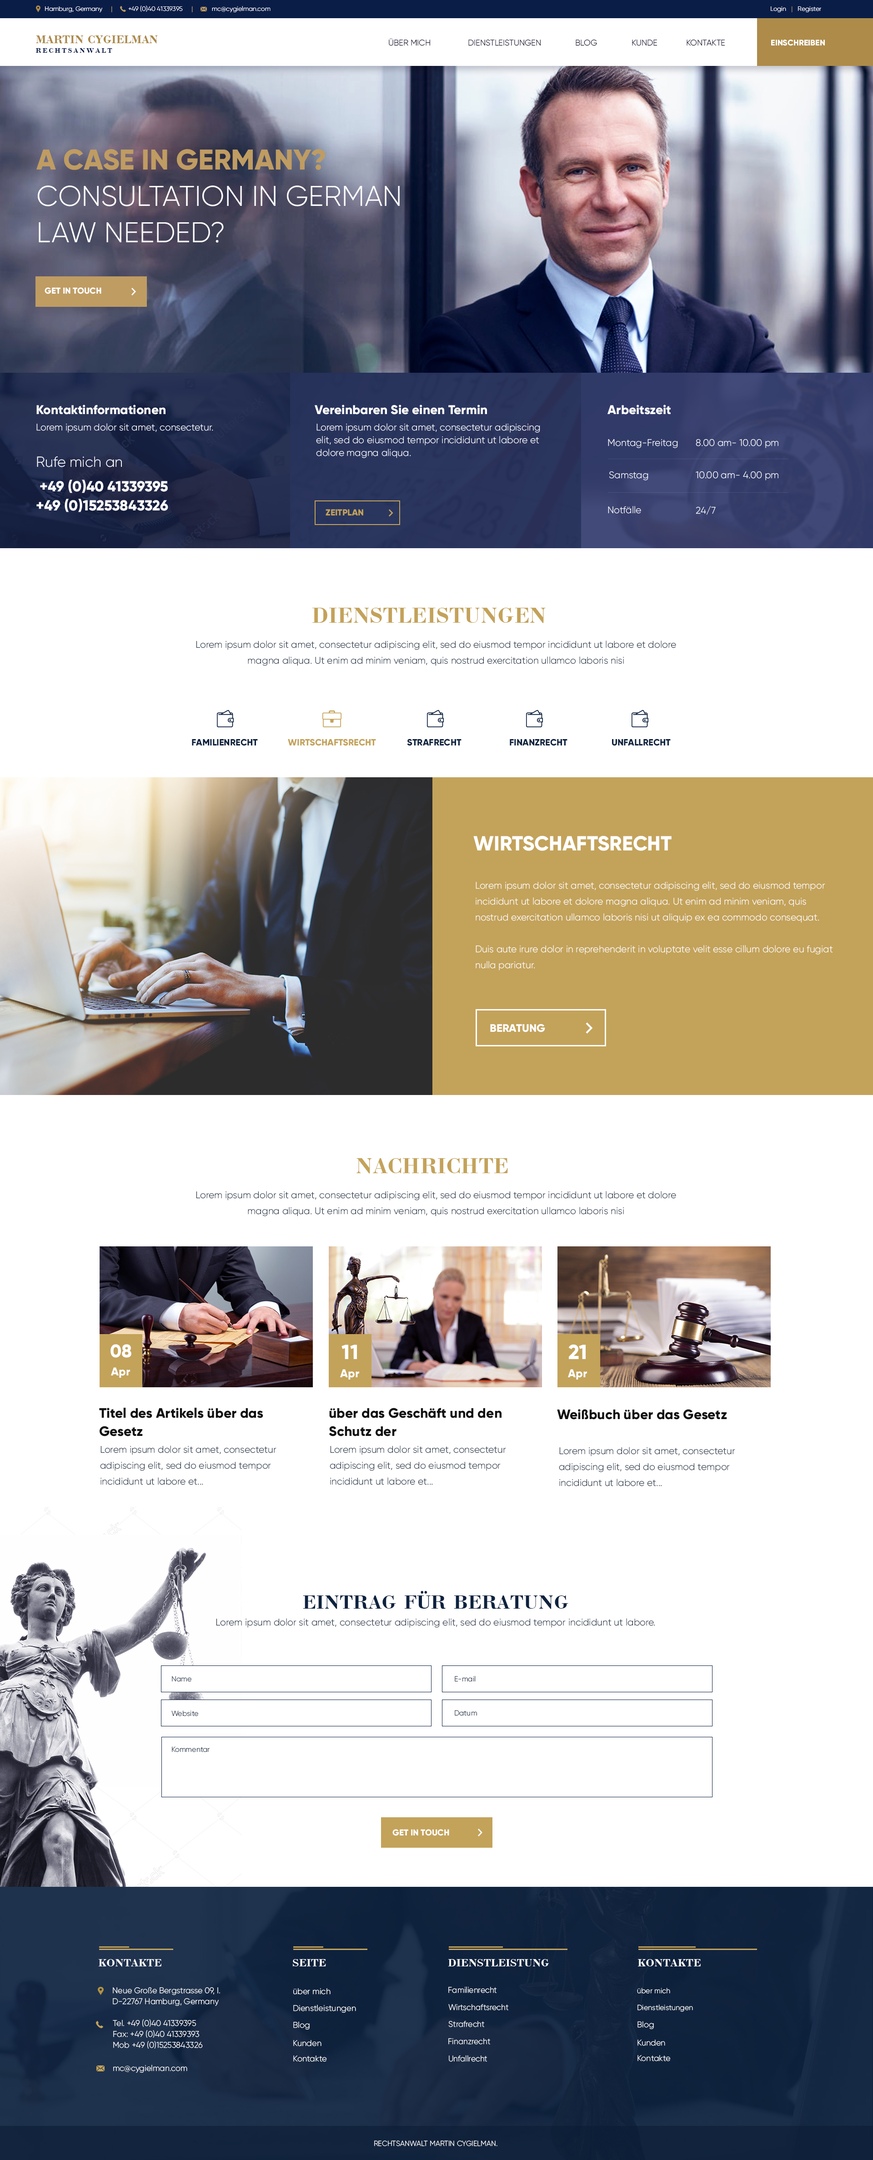 Hamburg, Germany | +49 (0)40 41339395 | mc@cygielman.com
Login | Register
MARTIN CYGIELMAN
RECHTSANWALT
ÜBER MICH
DIENSTLEISTUNGEN
BLOG
KUNDE
KONTAKTE
EINSCHREIBEN
A CASE IN GERMANY?
CONSULTATION IN GERMAN
LAW NEEDED?
GET IN TOUCH
Kontaktinformationen
Lorem ipsum dolor sit amet, consectetur.
Rufe mich an
+49 (0)40 41339395
+49 (0)15253843326
Vereinbaren Sie einen Termin
Lorem ipsum dolor sit amet, consectetur adipiscing
elit, sed do eiusmod tempor incididunt ut labore et
dolore magna aliqua.
ZEITPLAN
Arbeitszeit
Montag-Freitag 8.00 am- 10.00 pm
Samstag 10.00 am- 4.00 pm
Notfälle 24/7
DIENSTLEISTUNGEN
Lorem ipsum dolor sit amet, consectetur adipiscing elit, sed do eiusmod tempor incididunt ut labore et dolore
magna aliqua. Ut enim ad minim veniam, quis nostrud exercitation ullamco laboris nisi
FAMILIENRECHT
WIRTSCHAFTSRECHT
STRAFRECHT
FINANZRECHT
UNFALLRECHT
WIRTSCHAFTSRECHT
Lorem ipsum dolor sit amet, consectetur adipiscing elit, sed do eiusmod tempor
incididunt ut labore et dolore magna aliqua. Ut enim ad minim veniam, quis
nostrud exercitation ullamco laboris nisi ut aliquip ex ea commodo consequat.
Duis aute irure dolor in reprehenderit in voluptate velit esse cillum dolore eu fugiat
nulla pariatur.
BERATUNG
NACHRICHTE
Lorem ipsum dolor sit amet, consectetur adipiscing elit, sed do eiusmod tempor incididunt ut labore et dolore
magna aliqua. Ut enim ad minim veniam, quis nostrud exercitation ullamco laboris nisi
08
Apr
Titel des Artikels über das
Gesetz
Lorem ipsum dolor sit amet, consectetur
adipiscing elit, sed do eiusmod tempor
incididunt ut labore et...
11
Apr
über das Geschäft und den
Schutz der
Lorem ipsum dolor sit amet, consectetur
adipiscing elit, sed do eiusmod tempor
incididunt ut labore et...
21
Apr
Weißbuch über das Gesetz
Lorem ipsum dolor sit amet, consectetur
adipiscing elit, sed do eiusmod tempor
incididunt ut labore et...
EINTRAG FÜR BERATUNG
Lorem ipsum dolor sit amet, consectetur adipiscing elit, sed do eiusmod tempor incididunt ut labore.
Name
E-mail
Website
Datum
Kommentar
GET IN TOUCH
KONTAKTE
Neue Große Bergstrasse 09, I.
D-22767 Hamburg, Germany
Tel. +49 (0)40 41339395
Fax: +49 (0)40 41339393
Mob +49 (0)15253843326
mc@cygielman.com
SEITE
über mich
Dienstleistungen
Blog
Kunden
Kontakte
DIENSTLEISTUNG
Familienrecht
Wirtschaftsrecht
Strafrecht
Finanzrecht
Unfallrecht
KONTAKTE
über mich
Dienstleistungen
Blog
Kunden
Kontakte
RECHTSANWALT MARTIN CYGIELMAN.